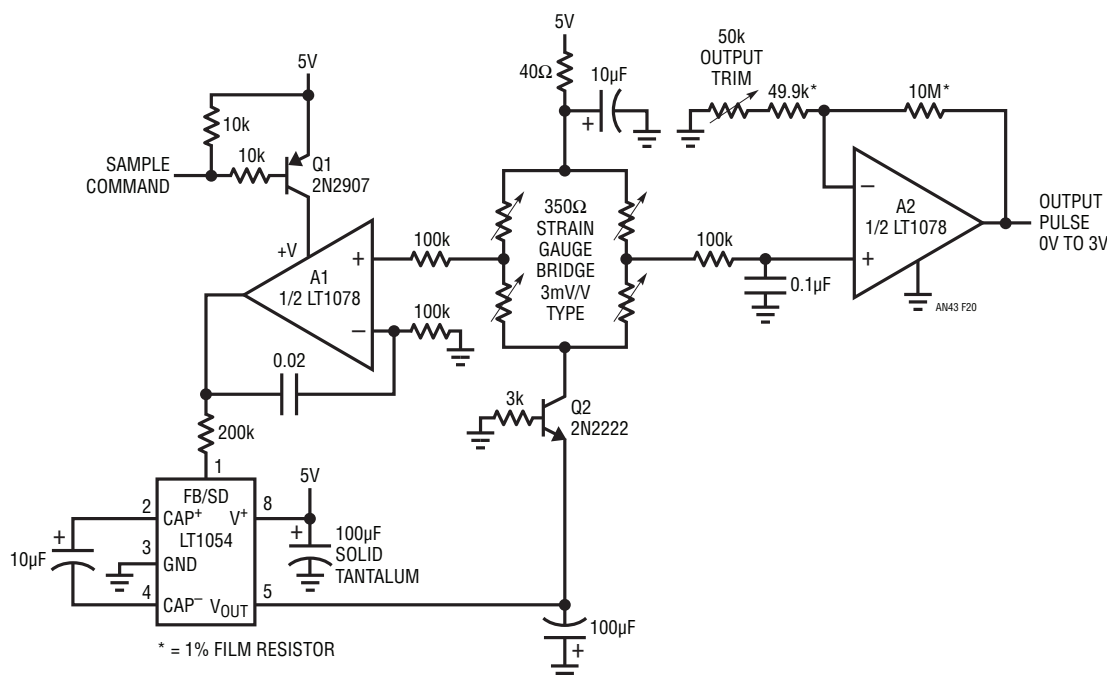 5V
10k
10k
SAMPLE
COMMAND
Q1
2N2907
+V
+
A1
1/2 LT1078
−
100k
100k
0.02
200k
1
FB/SD
2
CAP+
V+
8
LT1054
3
GND
4
CAP−
VOUT
5
+
10µF
5V
+
100µF
SOLID
TANTALUM
* = 1% FILM RESISTOR
5V
40Ω
10µF
+
350Ω
STRAIN
GAUGE
BRIDGE
3mV/V
TYPE
3k
Q2
2N2222
100µF
+
50k
OUTPUT
TRIM
49.9k*
10M*
100k
0.1µF
−
A2
1/2 LT1078
+
OUTPUT
PULSE
0V TO 3V
AN43 F20